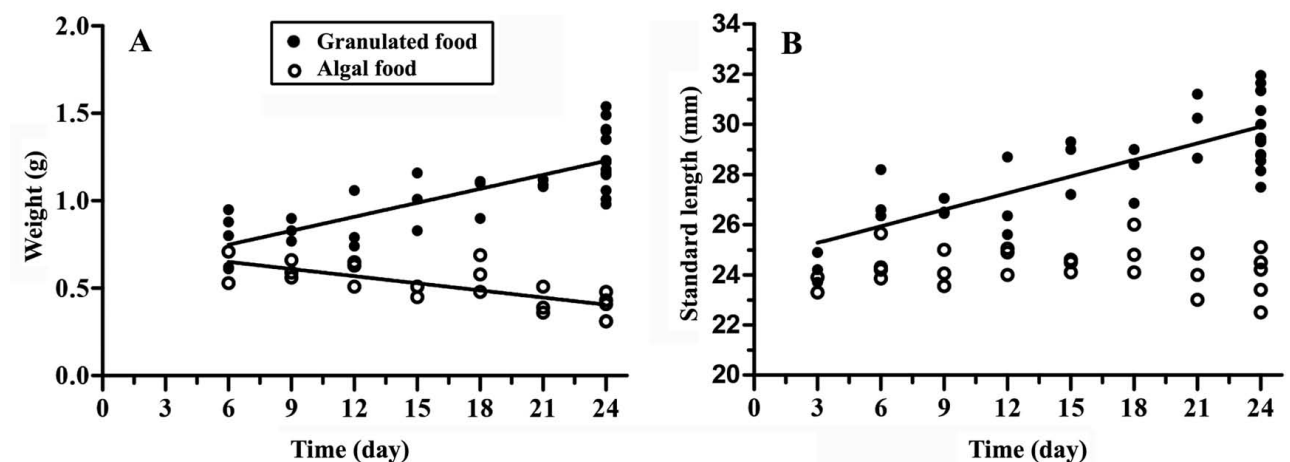 A
Granulated food
Algal food
Weight (g)
2.0
1.5
1.0
0.5
0.0
0 3 6 9 12 15 18 21 24
Time (day)
B
Standard length (mm)
34
32
30
28
26
24
22
20
0 3 6 9 12 15 18 21 24
Time (day)